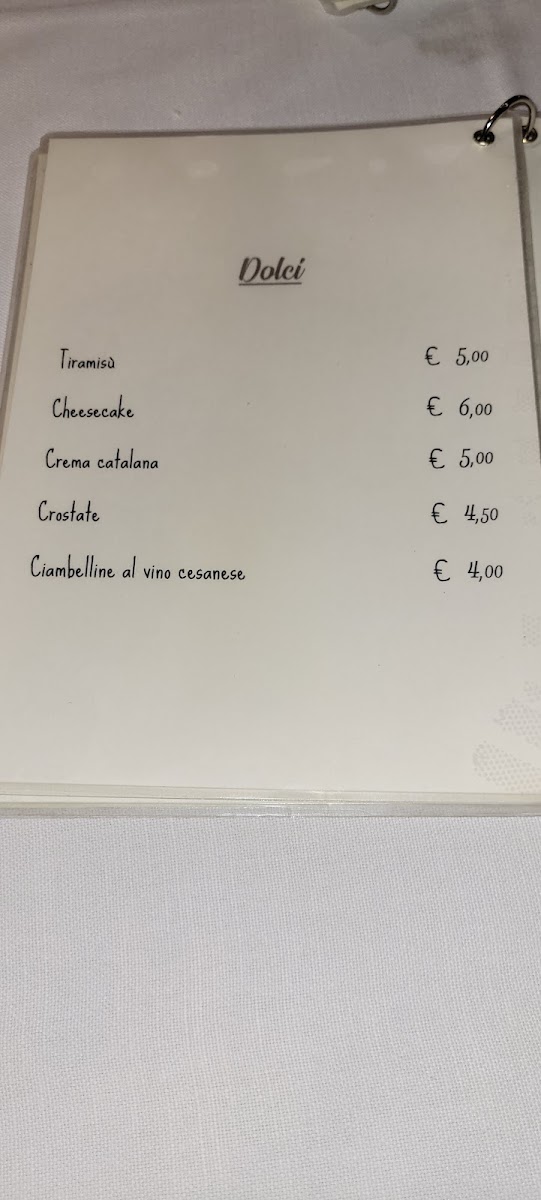 Dolci
Tiramisù € 5,00
Cheesecake € 6,00
Crema catalana € 5,00
Crostate € 4,50
Ciambelline al vino cesanese € 4,00